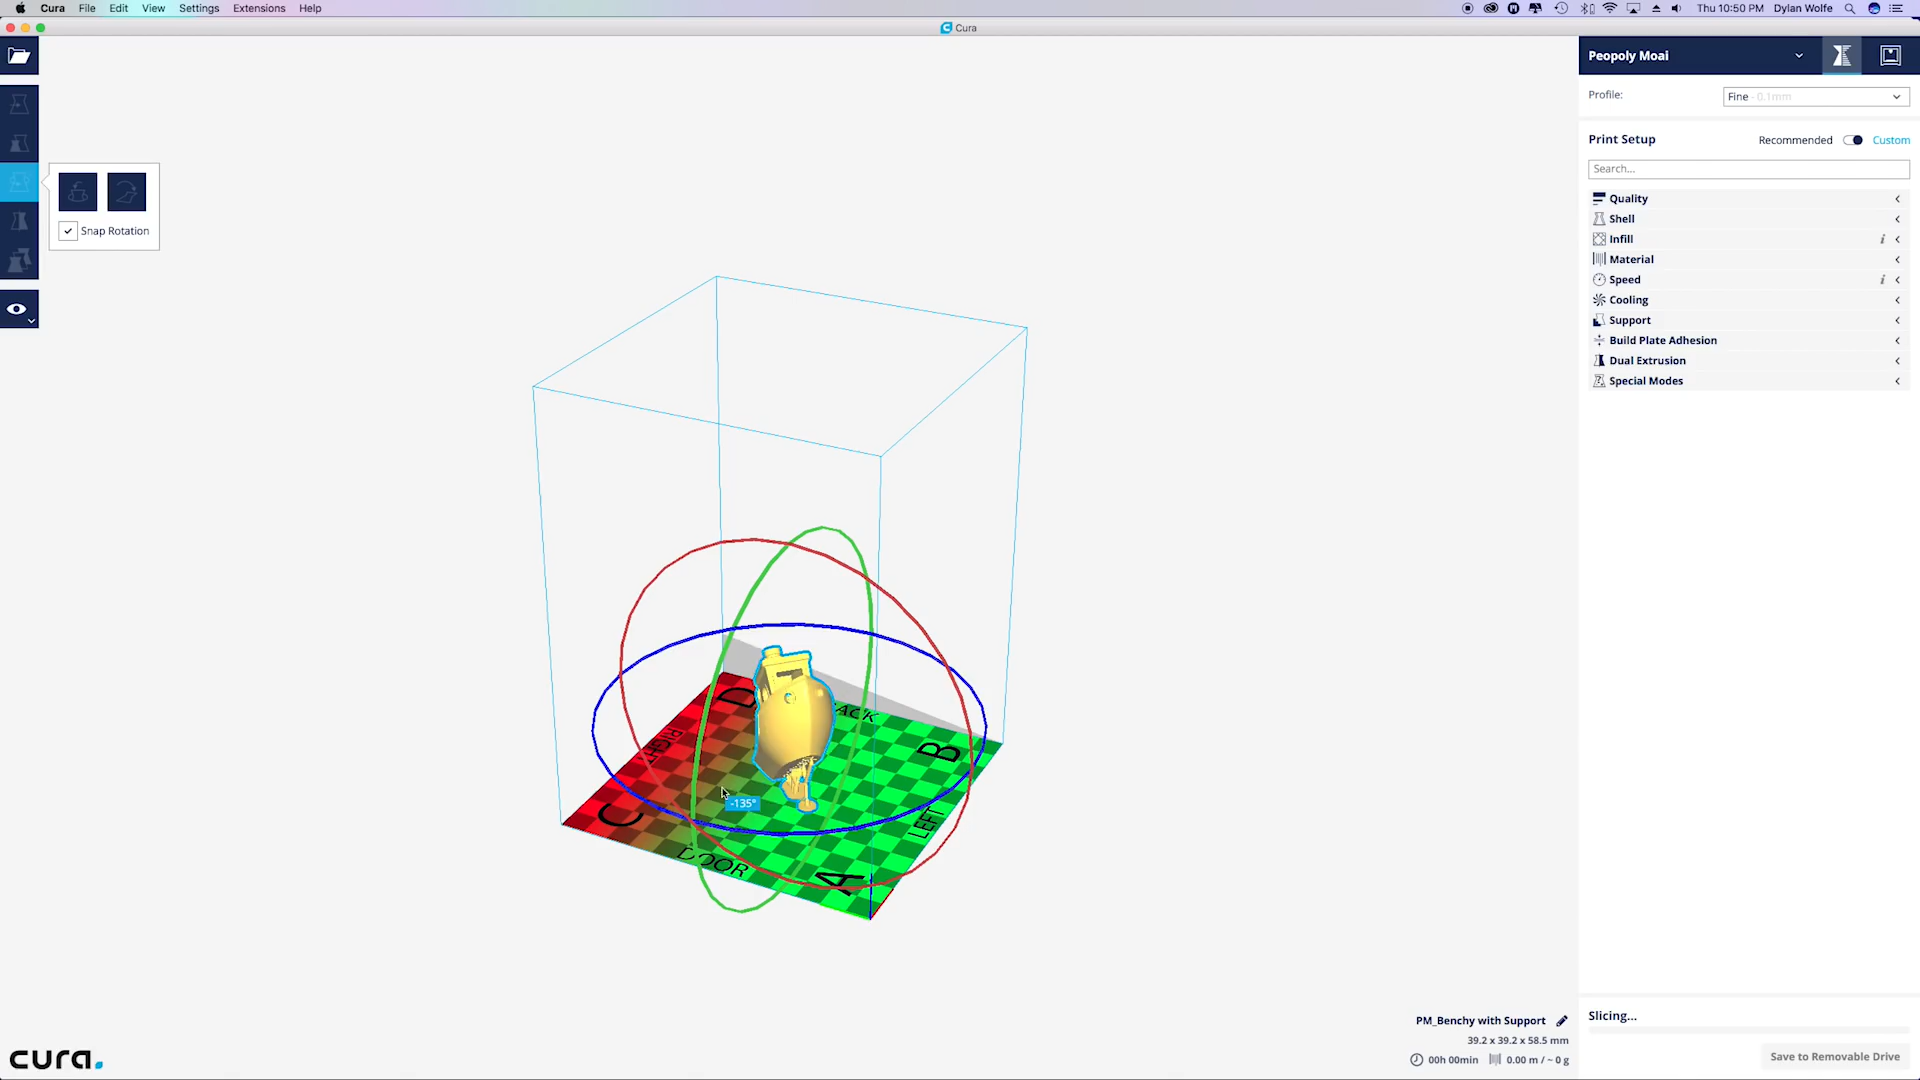 Cura File Edit View Settings Extensions Help
Thu 10:50 PM Dylan Wolfe
Cura
Peopoly Moai
Profile:
Fine - 0.1mm
Print Setup
Recommended
Custom
Search...
Quality
Shell
Infill
i
Material
Speed
i
Cooling
Support
Build Plate Adhesion
Dual Extrusion
Special Modes
Snap Rotation
D
ACK
RIGHT
B
-135°
C
LEFT
DOOR
A
PM_Benchy with Support
39.2 x 39.2 x 58.5 mm
00h 00min
0.00 m / ~ 0 g
Slicing...
Save to Removable Drive
cura.